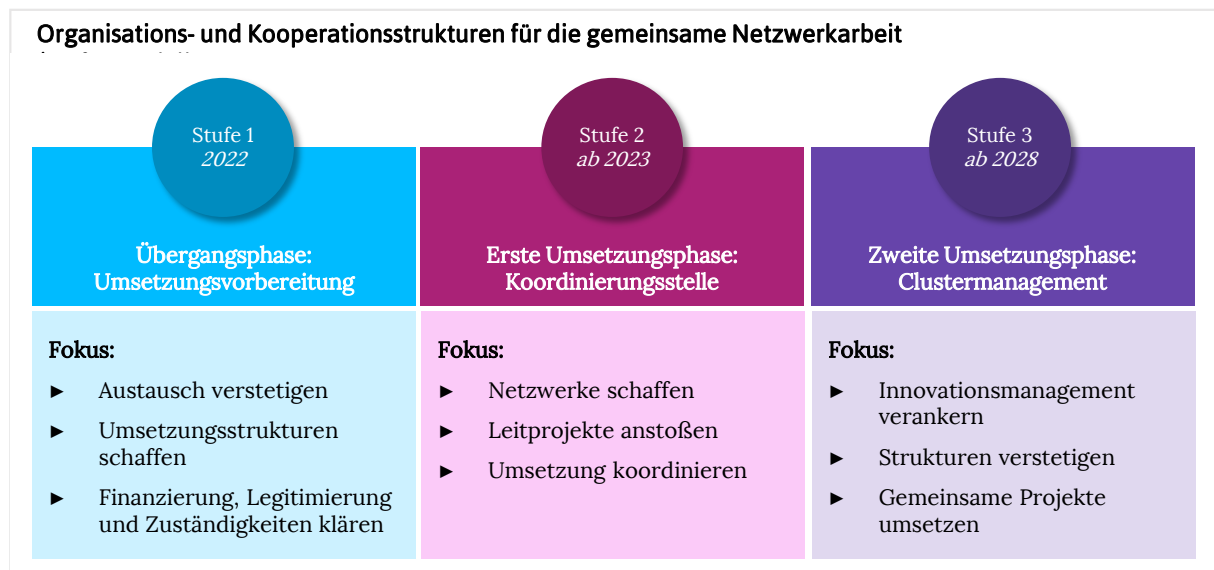 Organisations- und Kooperationsstrukturen für die gemeinsame Netzwerkarbeit
Stufe 1
2022
Übergangsphase:
Umsetzungsvorbereitung
Fokus:
► Austausch verstetigen
► Umsetzungsstrukturen
schaffen
► Finanzierung, Legitimierung
und Zuständigkeiten klären
Stufe 2
ab 2023
Erste Umsetzungsphase:
Koordinierungsstelle
Fokus:
► Netzwerke schaffen
► Leitprojekte anstoßen
► Umsetzung koordinieren
Stufe 3
ab 2028
Zweite Umsetzungsphase:
Clustermanagement
Fokus:
► Innovationsmanagement
verankern
► Strukturen verstetigen
► Gemeinsame Projekte
umsetzen